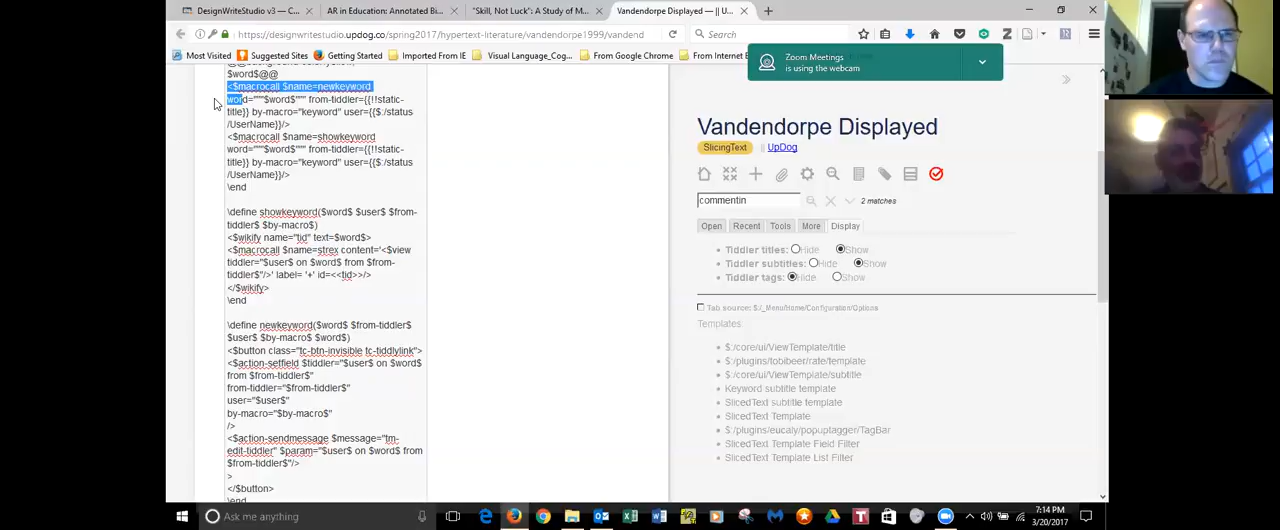 DesignWriteStudio v3 — C...
AR in Education: Annotated Bi...
"Skill, Not Luck": A Study of M...
Vandendorpe Displayed — || U...
https://designwritestudio.updog.co/spring2017/hypertext-literature/vandendorpe1999/vandend
Search
Most Visited
Suggested Sites
Getting Started
Imported From IE
Visual Language_Cog...
From Google Chrome
From Internet E
Zoom Meetings
is using the webcam
$word$@@
<$macrocall $name=newkeyword
word="""$word$""" from-tiddler={{!!static-
title}} by-macro="keyword" user={{$:/status
/UserName}}/>
<$macrocall $name=showkeyword
word="""$word$""" from-tiddler={{!!static-
title}} by-macro="keyword" user={{$:/status
/UserName}}/>
\end
\define showkeyword($word$ $user$ $from-
tiddler$ $by-macro$)
<$wikify name="tid" text=$word$>
<$macrocall $name=strex content='<$view
tiddler="$user$ on $word$ from $from-
tiddler$"/>' label= '+' id=<<tid>>/>
</$wikify>
\end
\define newkeyword($word$ $from-tiddler$
$user$ $by-macro$ $word$)
<$button class="tc-btn-invisible tc-tiddlylink">
<$action-setfield $tiddler="$user$ on $word$
from $from-tiddler$"
from-tiddler="$from-tiddler$"
user="$user$"
by-macro="$by-macro$"
/>
<$action-sendmessage $message="tm-
edit-tiddler" $param="$user$ on $word$ from
$from-tiddler$"/>
>
</$button>
\end
Vandendorpe Displayed
SlicingText || UpDog
commentin
2 matches
Open Recent Tools More Display
Tiddler titles: Hide Show
Tiddler subtitles: Hide Show
Tiddler tags: Hide Show
Tab source: $:/_Menu/Home/Configuration/Options
Templates:
$:/core/ui/ViewTemplate/title
$:/plugins/tobibeer/rate/template
$:/core/ui/ViewTemplate/subtitle
Keyword subtitle template
SlicedText subtitle template
SlicedText Template
$:/plugins/eucaly/popuptagger/TagBar
SlicedText Template Field Filter
SlicedText Template List Filter
Ask me anything
7:14 PM
3/20/2017